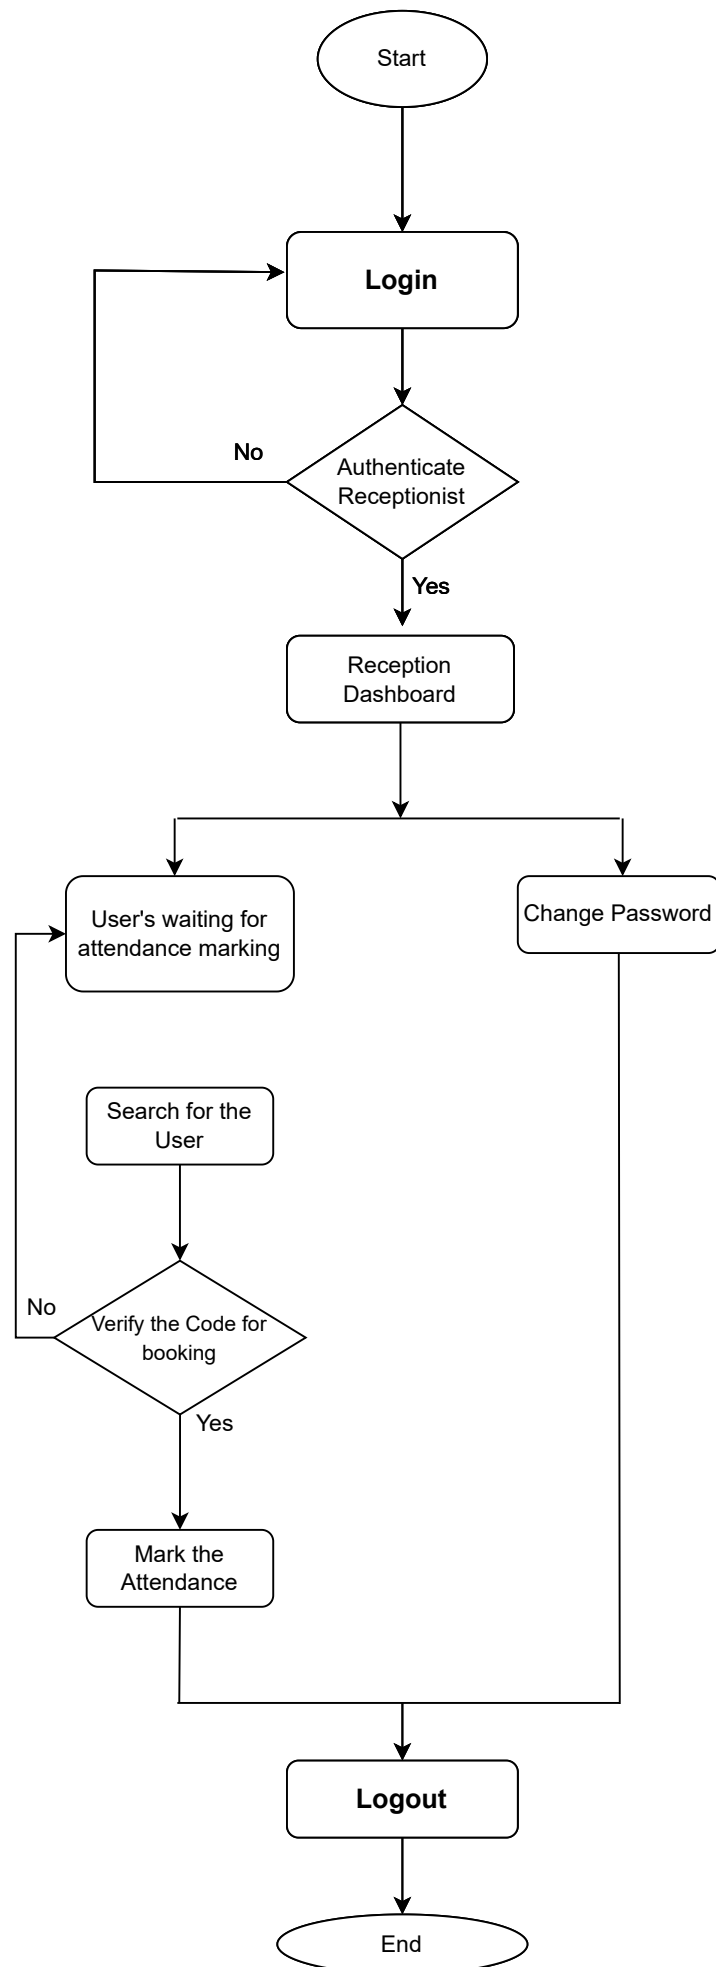 Start
Login
No
Authenticate
Receptionist
Yes
Reception
Dashboard
User's waiting for
attendance marking
Change Password
Search for the
User
No
Verify the Code for
booking
Yes
Mark the
Attendance
Logout
End